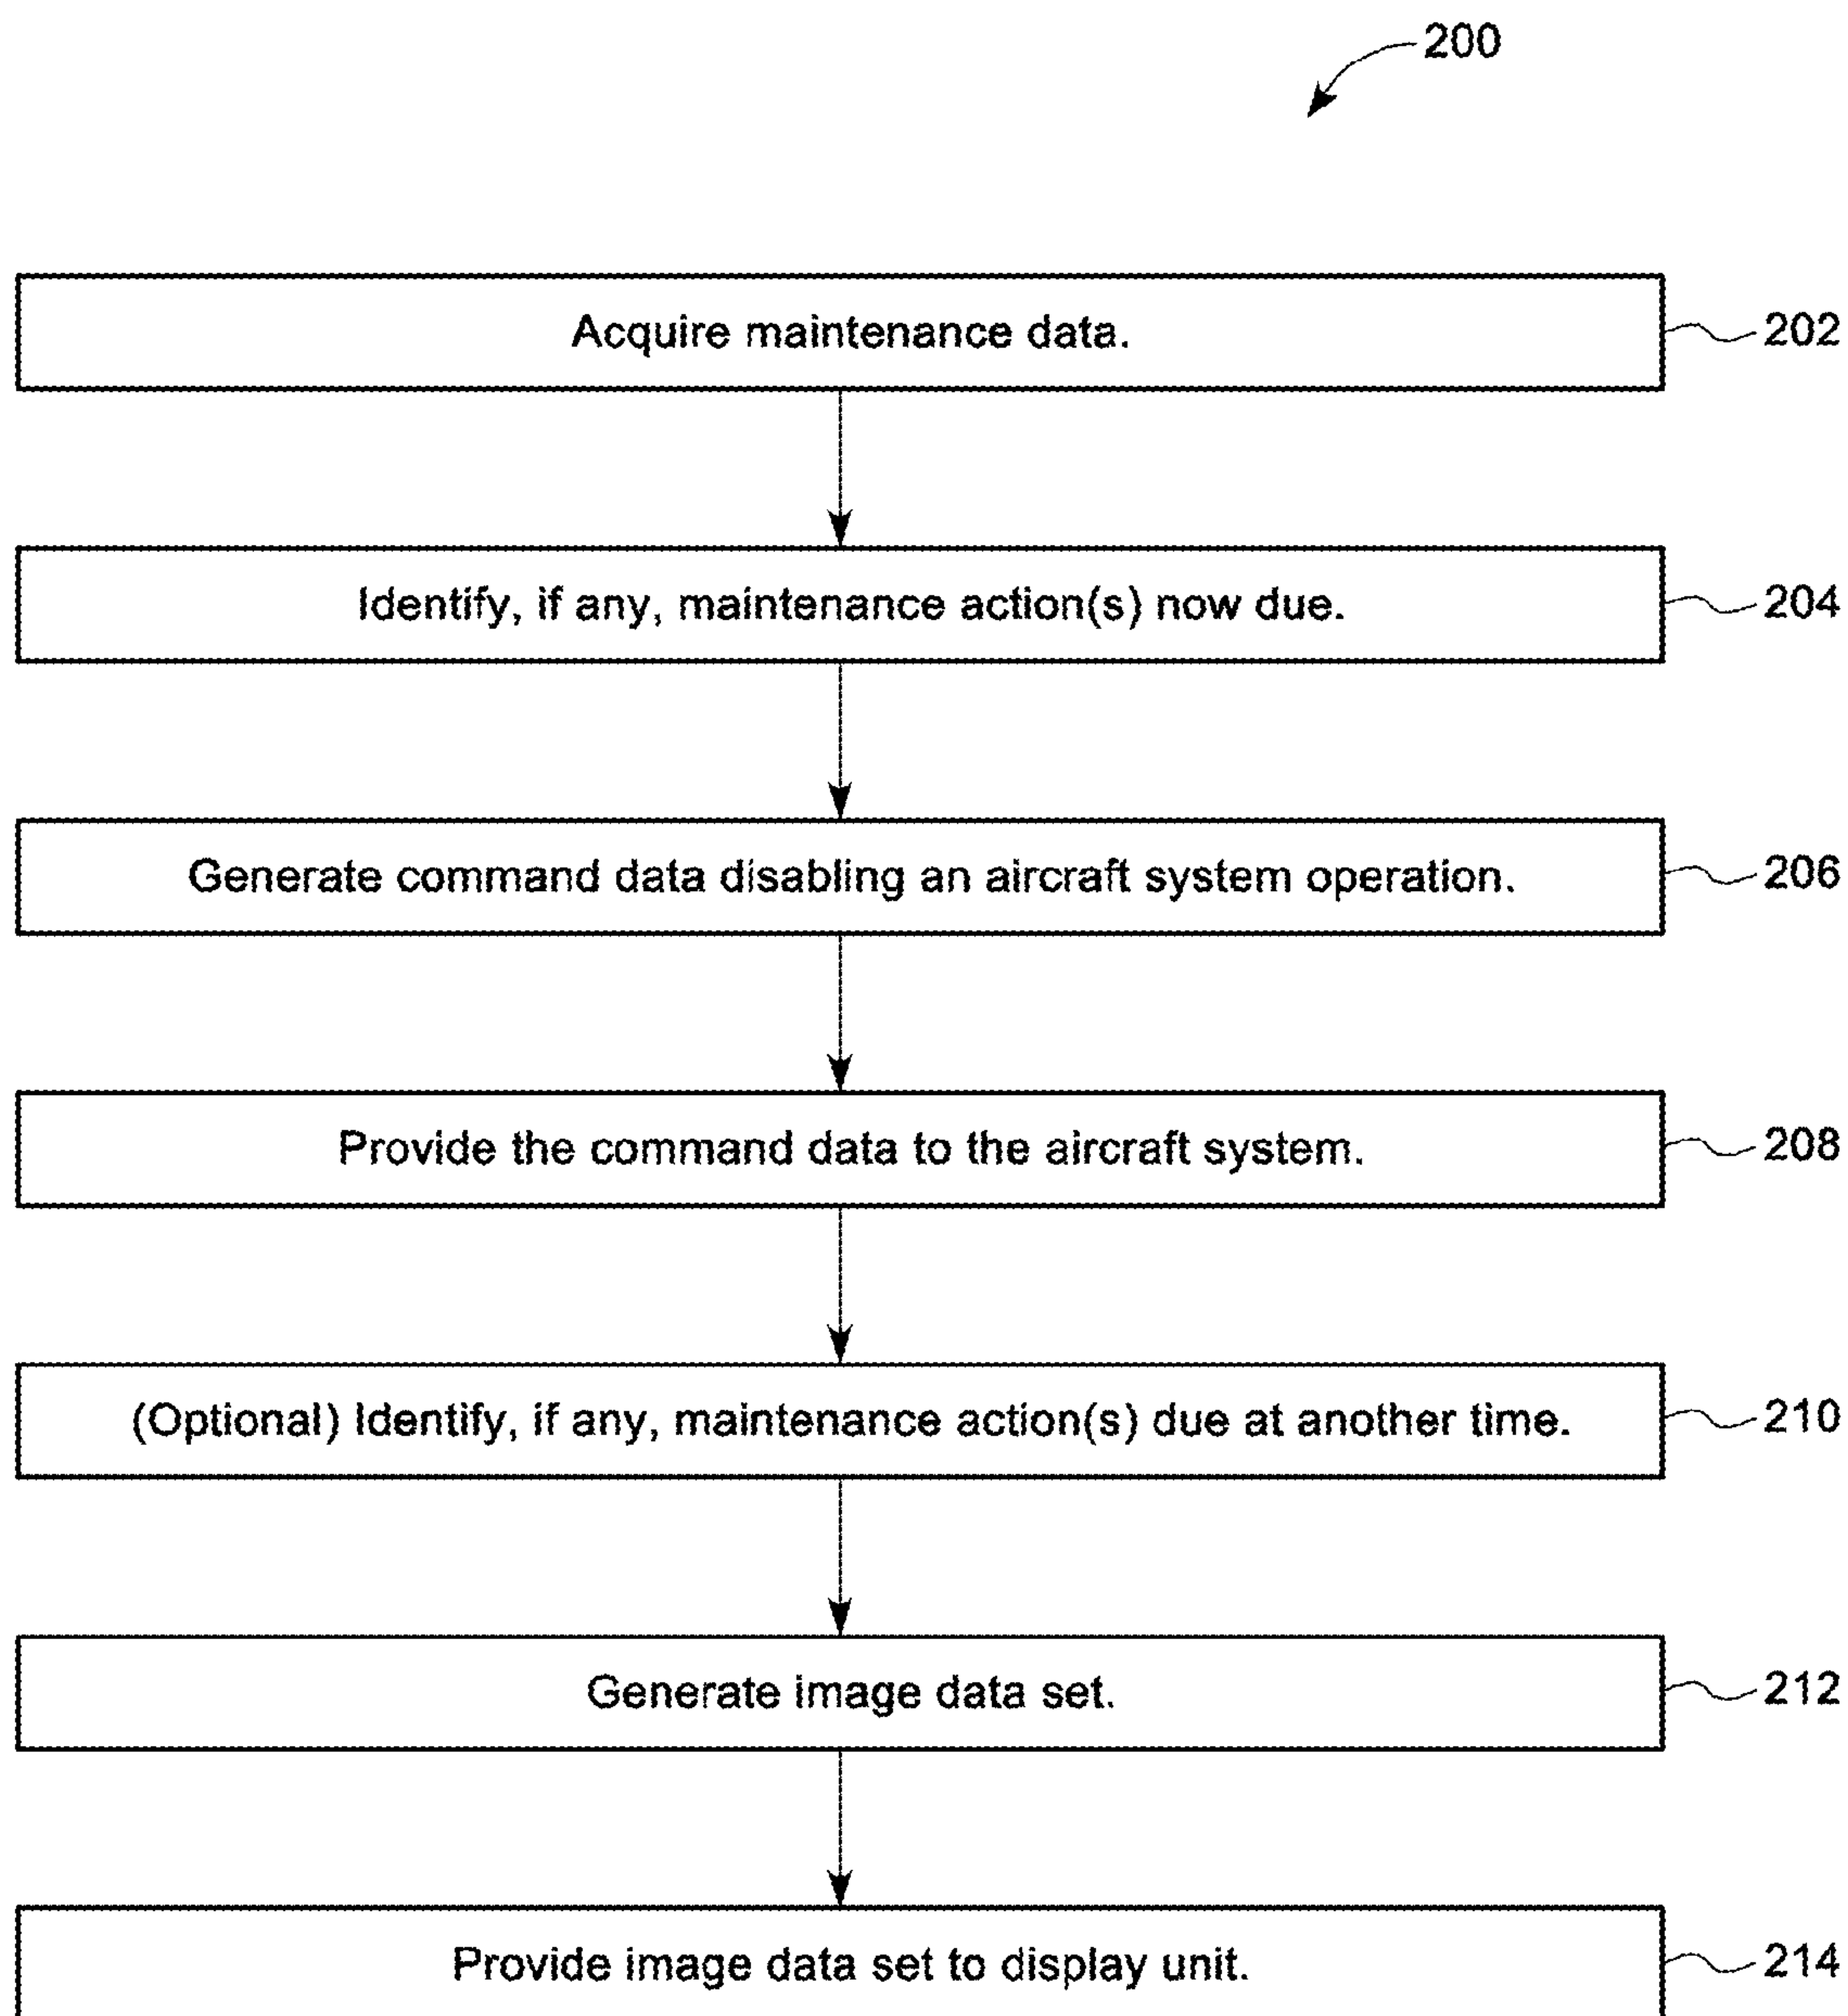 200
Acquire maintenance data.
202
Identify, if any, maintenance action(s) now due.
204
Generate command data disabling an aircraft system operation.
206
Provide the command data to the aircraft system.
208
(Optional) Identify, if any, maintenance action(s) due at another time.
210
Generate image data set.
212
Provide image data set to display unit.
214